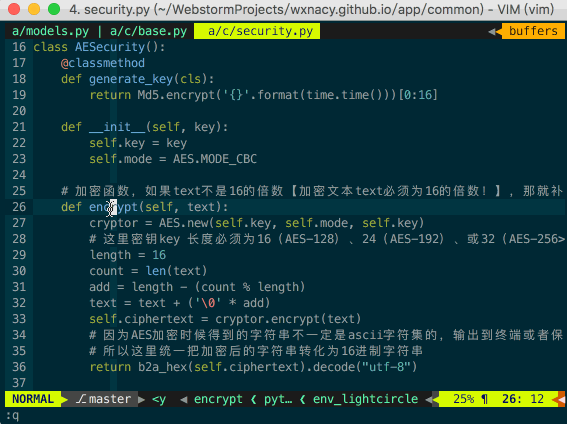 4. security.py (~/WebstormProjects/wxnacy.github.io/app/common) - VIM (vim)
a/models.py | a/c/base.py a/c/security.py buffers
16 class AESecurity():
17 @classmethod
18 def generate_key(cls):
19 return Md5.encrypt('{}'.format(time.time()))[0:16]
20
21 def __init__(self, key):
22 self.key = key
23 self.mode = AES.MODE_CBC
24
25 # 加密函数，如果text不是16的倍数【加密文本text必须为16的倍数！】，那就补
26 def encrypt(self, text):
27 cryptor = AES.new(self.key, self.mode, self.key)
28 # 这里密钥key 长度必须为16（AES-128）、24（AES-192）、或32（AES-256>
29 length = 16
30 count = len(text)
31 add = length - (count % length)
32 text = text + ('\0' * add)
33 self.ciphertext = cryptor.encrypt(text)
34 # 因为AES加密时候得到的字符串不一定是ascii字符集的，输出到终端或者保
35 # 所以这里统一把加密后的字符串转化为16进制字符串
36 return b2a_hex(self.ciphertext).decode("utf-8")
37
NORMAL master <y encrypt < pyt… < env_lightcircle 25% ¶ 26: 12
:q